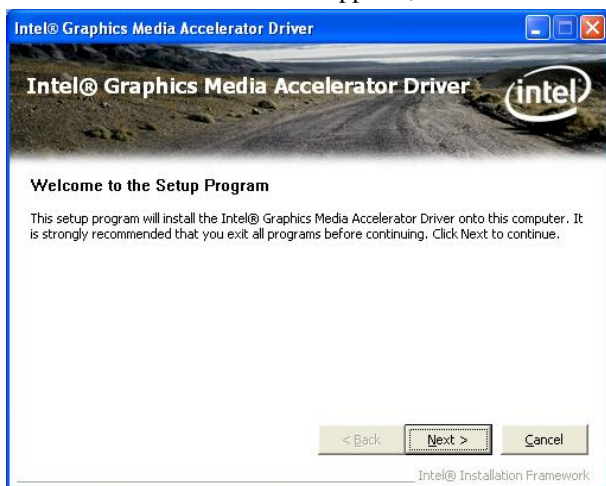 Intel® Graphics Media Accelerator Driver
Intel® Graphics Media Accelerator Driver
intel
Welcome to the Setup Program
This setup program will install the Intel® Graphics Media Accelerator Driver onto this computer. It
is strongly recommended that you exit all programs before continuing. Click Next to continue.
< Back
Next >
Cancel
Intel® Installation Framework